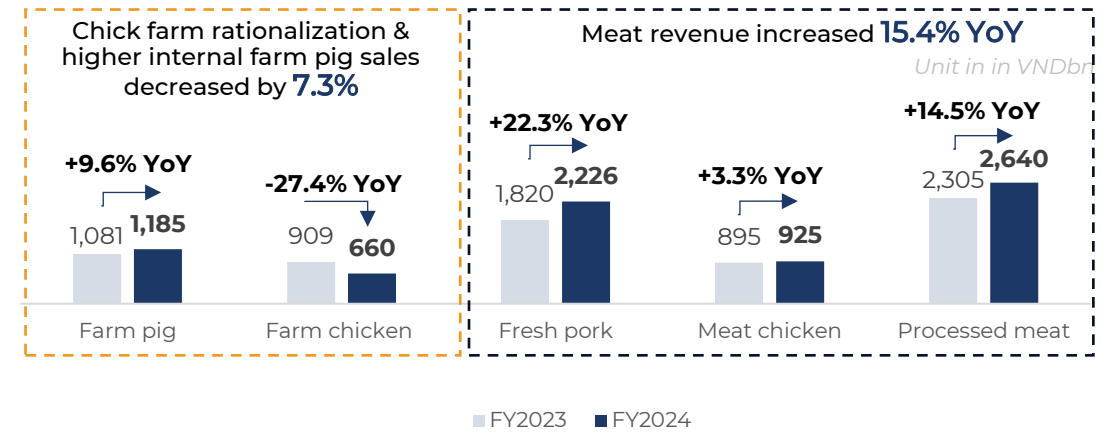 Chick farm rationalization &
higher internal farm pig sales
decreased by 7.3%
Meat revenue increased 15.4% YoY
Unit in in VNDbn
+9.6% YoY
1,081
1,185
-27.4% YoY
909
660
+22.3% YoY
1,820
2,226
+3.3% YoY
895
925
+14.5% YoY
2,305
2,640
Farm pig
Farm chicken
Fresh pork
Meat chicken
Processed meat
FY2023
FY2024